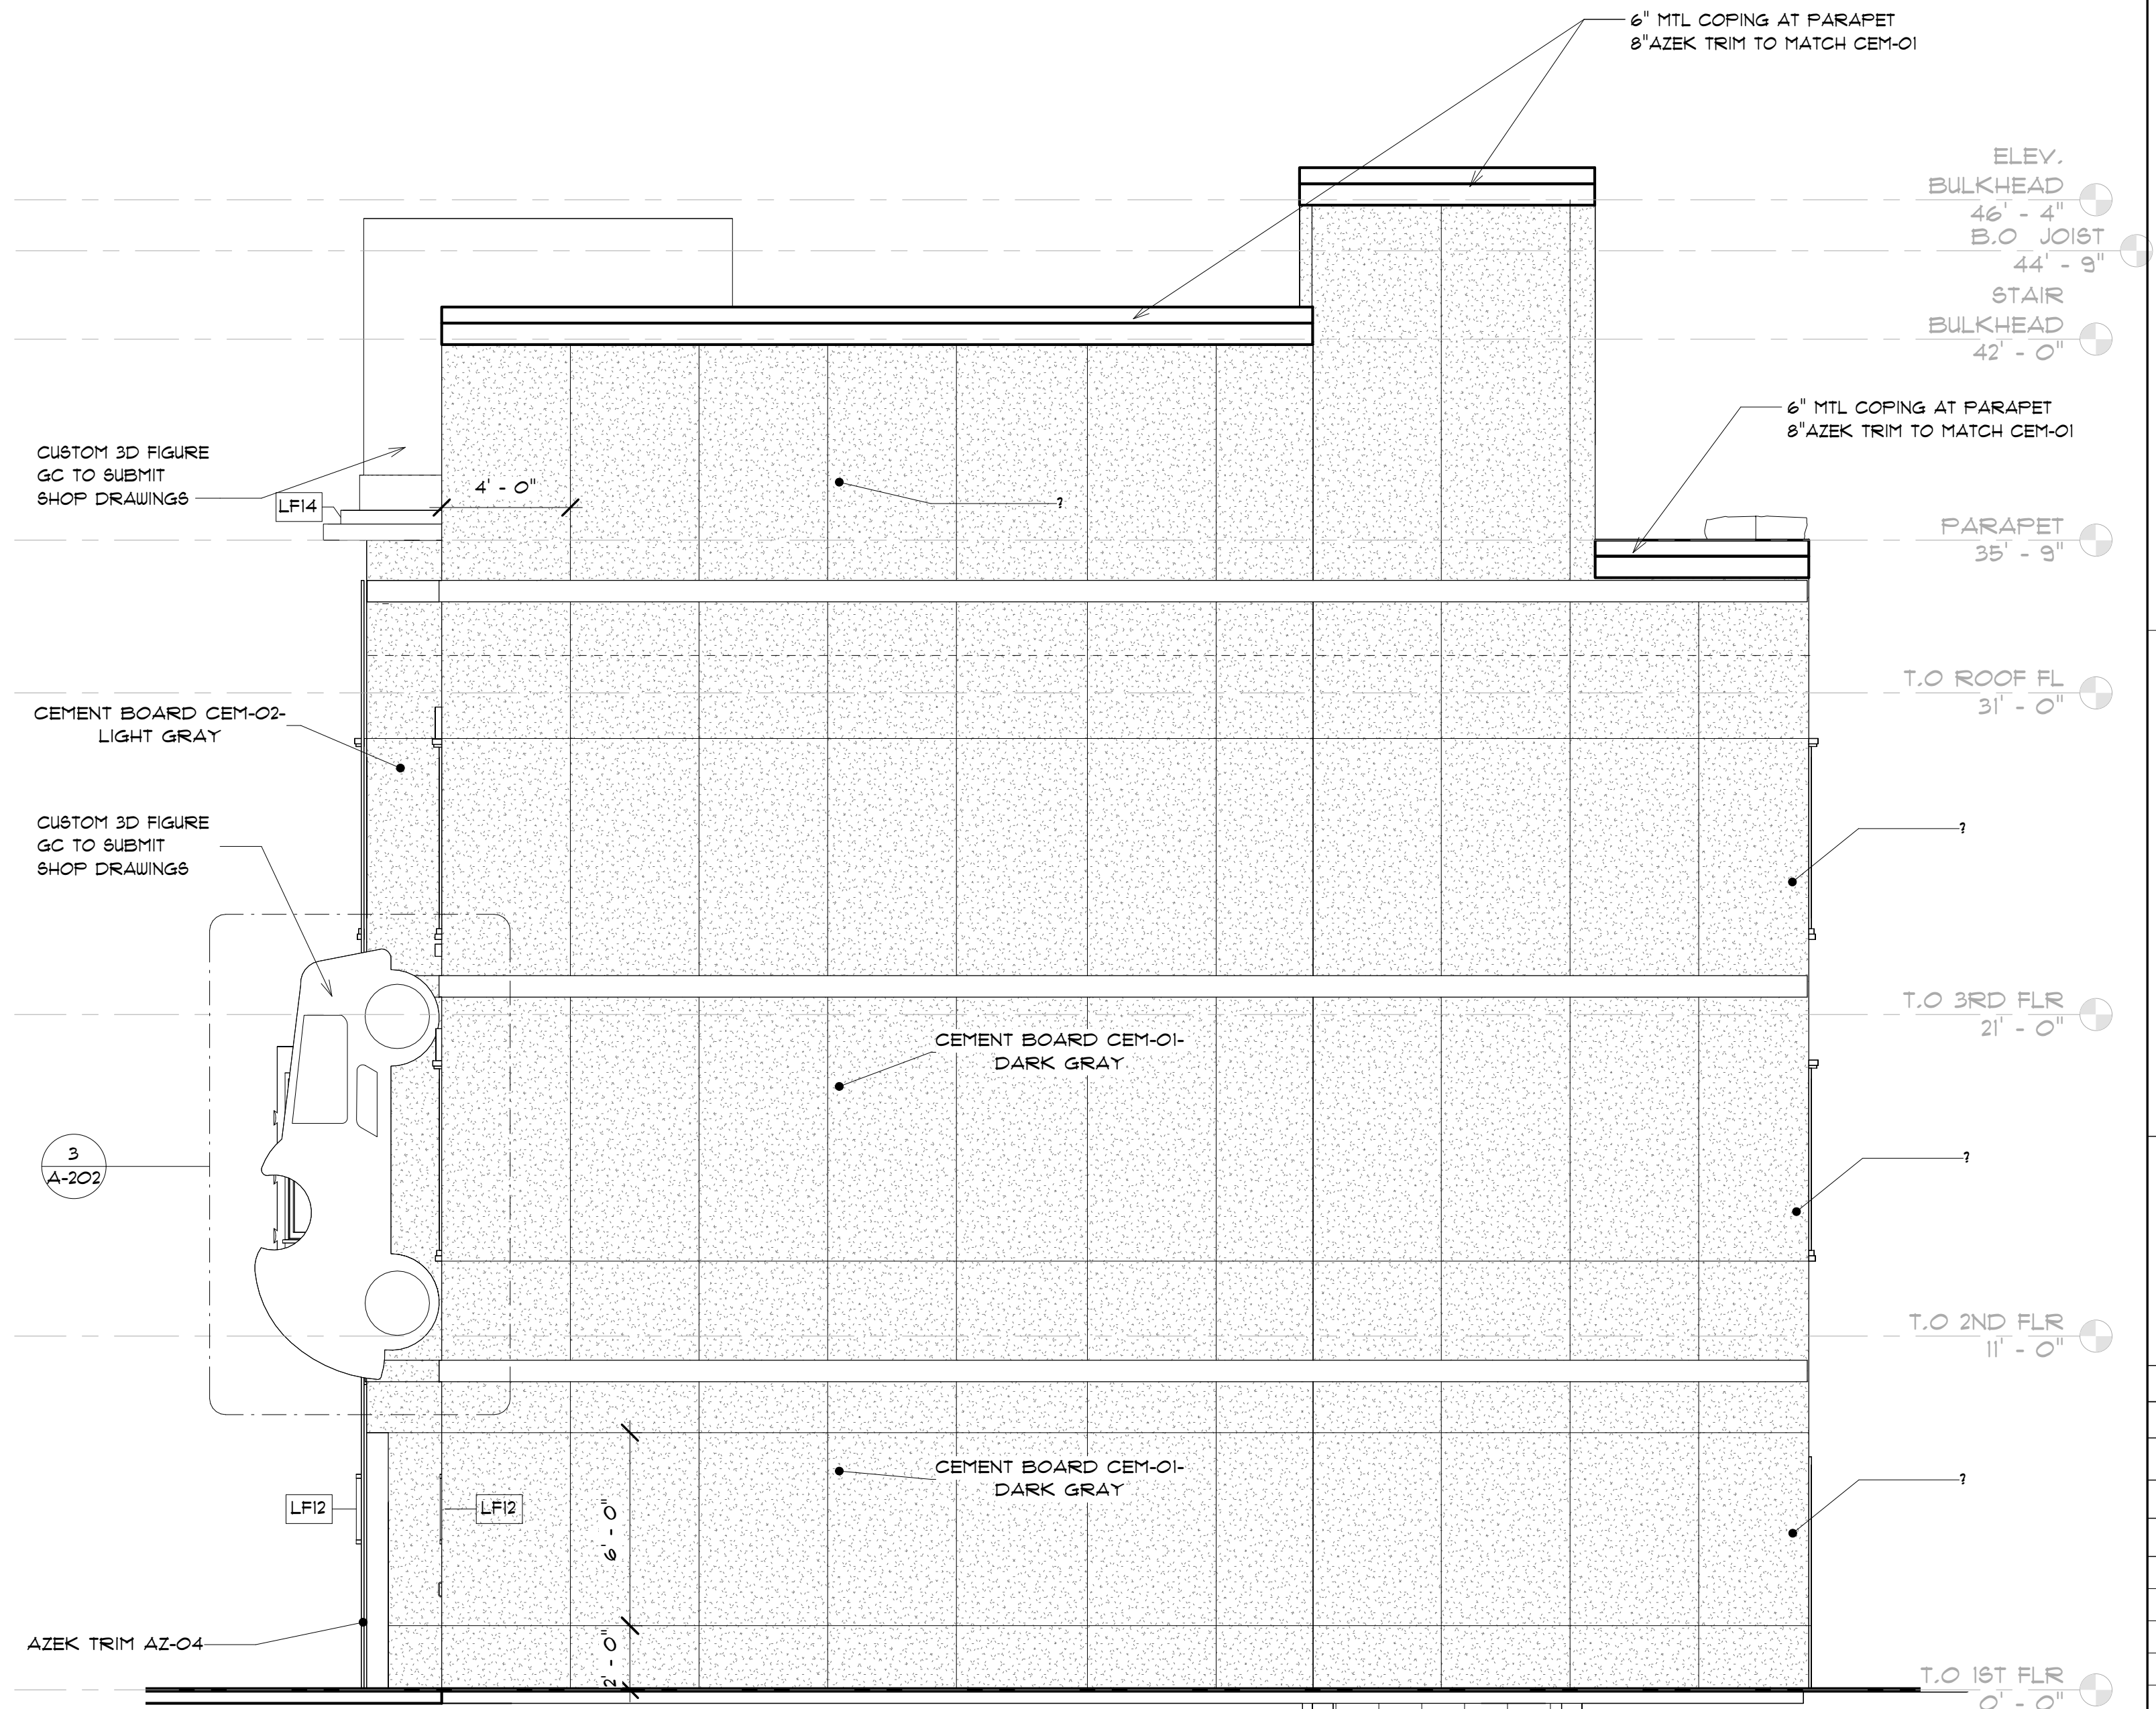 6" MTL COPING AT PARAPET
8"AZEK TRIM TO MATCH CEM-01
ELEV.
BULKHEAD
46' - 4"
B.O JOIST
44' - 9"
STAIR
BULKHEAD
42' - 0"
6" MTL COPING AT PARAPET
8"AZEK TRIM TO MATCH CEM-01
CUSTOM 3D FIGURE
GC TO SUBMIT
SHOP DRAWINGS
LF14
4' - 0"
?
PARAPET
35' - 9"
T.O ROOF FL
31' - 0"
CEMENT BOARD CEM-02-
LIGHT GRAY
CUSTOM 3D FIGURE
GC TO SUBMIT
SHOP DRAWINGS
?
T.O 3RD FLR
21' - 0"
CEMENT BOARD CEM-01-
DARK GRAY
3
A-202
?
T.O 2ND FLR
11' - 0"
CEMENT BOARD CEM-01-
DARK GRAY
?
LF12
LF12
6' - 0"
2' - 0"
AZEK TRIM AZ-04
T.O 1ST FLR
0' - 0"